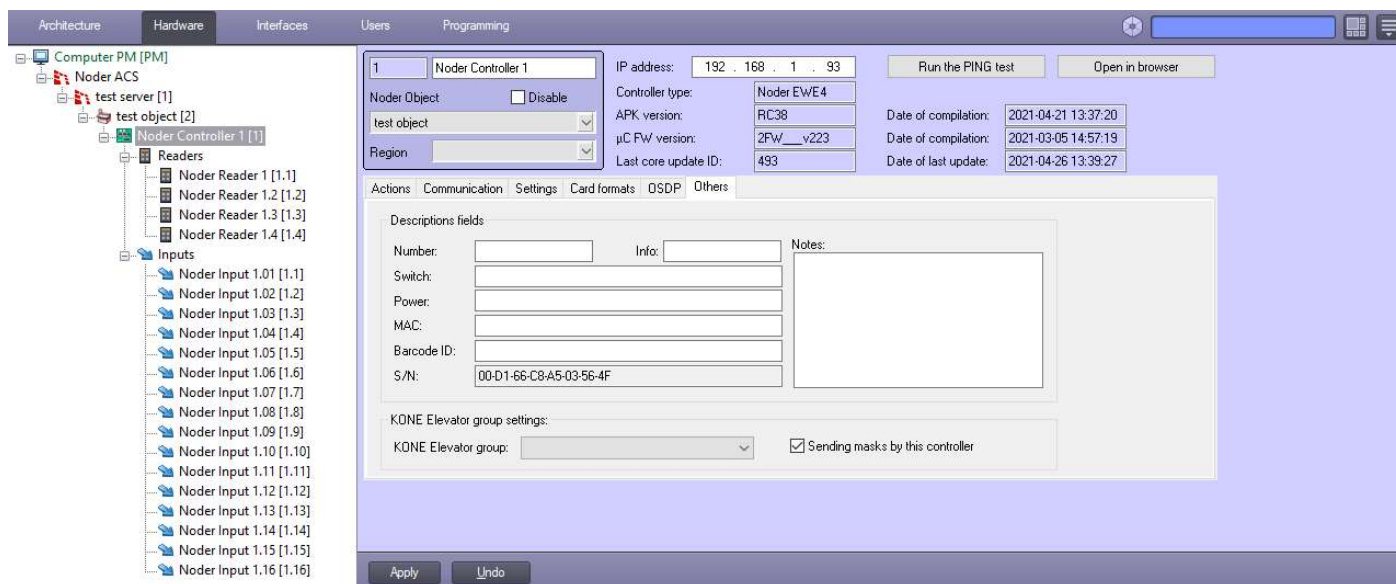 Architecture Hardware Interfaces Users Programming
Computer PM [PM]
Noder ACS
test server [1]
test object [2]
Noder Controller 1 [1]
Readers
Noder Reader 1 [1.1]
Noder Reader 1.2 [1.2]
Noder Reader 1.3 [1.3]
Noder Reader 1.4 [1.4]
Inputs
Noder Input 1.01 [1.1]
Noder Input 1.02 [1.2]
Noder Input 1.03 [1.3]
Noder Input 1.04 [1.4]
Noder Input 1.05 [1.5]
Noder Input 1.06 [1.6]
Noder Input 1.07 [1.7]
Noder Input 1.08 [1.8]
Noder Input 1.09 [1.9]
Noder Input 1.10 [1.10]
Noder Input 1.11 [1.11]
Noder Input 1.12 [1.12]
Noder Input 1.13 [1.13]
Noder Input 1.14 [1.14]
Noder Input 1.15 [1.15]
Noder Input 1.16 [1.16]
1 Noder Controller 1
Noder Object Disable
test object
Region
IP address: 192 . 168 . 1 . 93 Run the PING test Open in browser
Controller type: Noder EWE4
APK version: RC38 Date of compilation: 2021-04-21 13:37:20
µC FW version: 2FW___v223 Date of compilation: 2021-03-05 14:57:19
Last core update ID: 493 Date of last update: 2021-04-26 13:39:27
Actions Communication Settings Card formats OSDP Others
Descriptions fields
Number: Info: Notes:
Switch:
Power:
MAC:
Barcode ID:
S/N: 00-D1-66-C8-A5-03-56-4F
KONE Elevator group settings:
KONE Elevator group: Sending masks by this controller
Apply Undo